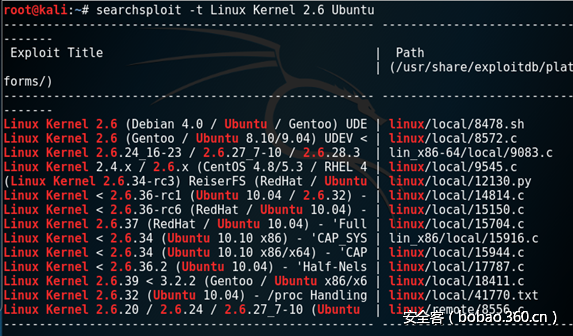 root@kali:~# searchsploit -t Linux Kernel 2.6 Ubuntu
--------------------------------------------------- ----------------------------------
-------
 Exploit Title | Path
 | (/usr/share/exploitdb/plat
forms/)
--------------------------------------------------- ----------------------------------
-------
Linux Kernel 2.6 (Debian 4.0 / Ubuntu / Gentoo) UDE | linux/local/8478.sh
Linux Kernel 2.6 (Gentoo / Ubuntu 8.10/9.04) UDEV < | linux/local/8572.c
Linux Kernel 2.6.24_16-23 / 2.6.27_7-10 / 2.6.28.3 | lin_x86-64/local/9083.c
Linux Kernel 2.4.x / 2.6.x (CentOS 4.8/5.3 / RHEL 4 | linux/local/9545.c
(Linux Kernel 2.6.34-rc3) ReiserFS (RedHat / Ubuntu | linux/local/12130.py
Linux Kernel < 2.6.36-rc1 (Ubuntu 10.04 / 2.6.32) - | linux/local/14814.c
Linux Kernel < 2.6.36-rc6 (RedHat / Ubuntu 10.04) - | linux/local/15150.c
Linux Kernel 2.6.37 (RedHat / Ubuntu 10.04) - 'Full | linux/local/15704.c
Linux Kernel < 2.6.34 (Ubuntu 10.10 x86) - 'CAP_SYS | lin_x86/local/15916.c
Linux Kernel < 2.6.34 (Ubuntu 10.10 x86/x64) - 'CAP | linux/local/15944.c
Linux Kernel < 2.6.36.2 (Ubuntu 10.04) - 'Half-Nels | linux/local/17787.c
Linux Kernel 2.6.39 < 3.2.2 (Gentoo / Ubuntu x86/x6 | linux/local/18411.c
Linux Kernel 2.6.32 (Ubuntu 10.04) - /proc Handling | linux/local/41770.txt
Linux Kernel 2.6.20 / 2.6.24 / 2.6.27_7-10 (Ubuntu | linux/remote/8556.c
安全客 (bobao.360.cn)